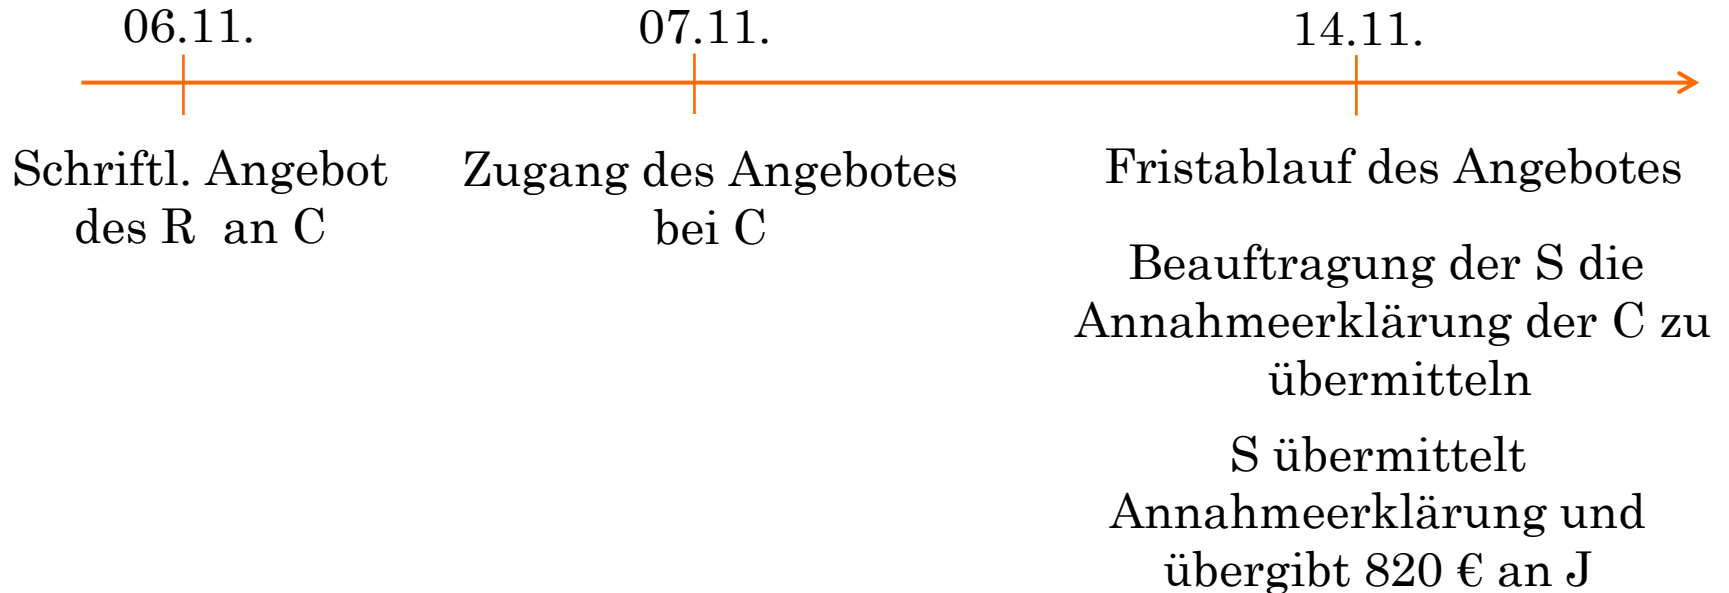 06.11.
07.11.
14.11.
Schriftl. Angebot
des R an C
Zugang des Angebotes
bei C
Fristablauf des Angebotes
Beauftragung der S die
Annahmeerklärung der C zu
übermitteln
S übermittelt
Annahmeerklärung und
übergibt 820 € an J